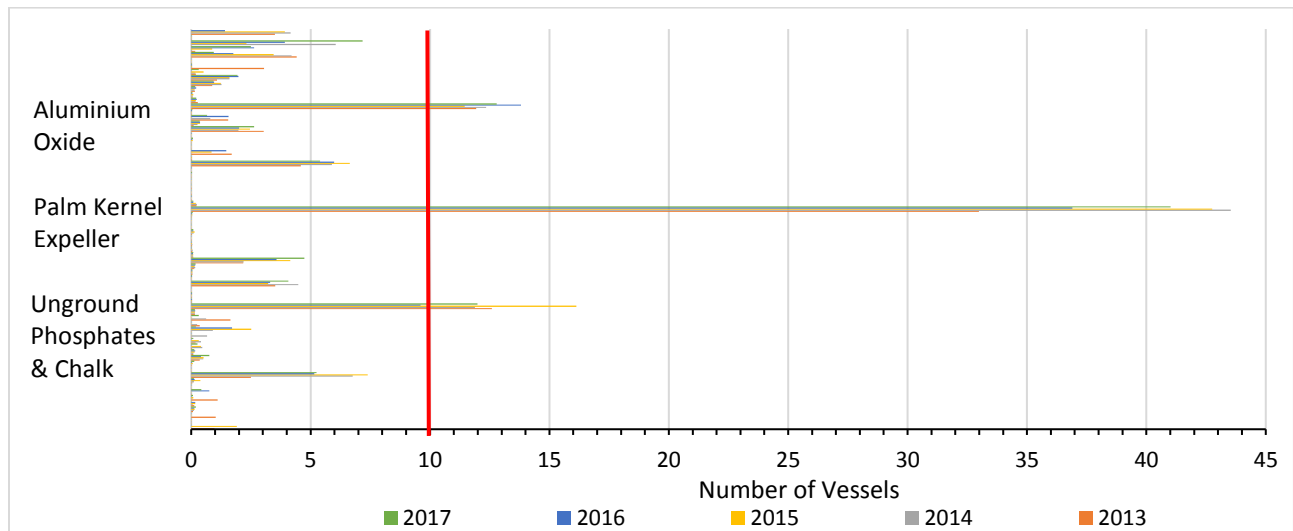 Aluminium
Oxide
Palm Kernel
Expeller
Unground
Phosphates
& Chalk
0 5 10 15 20 25 30 35 40 45
Number of Vessels
2017 2016 2015 2014 2013